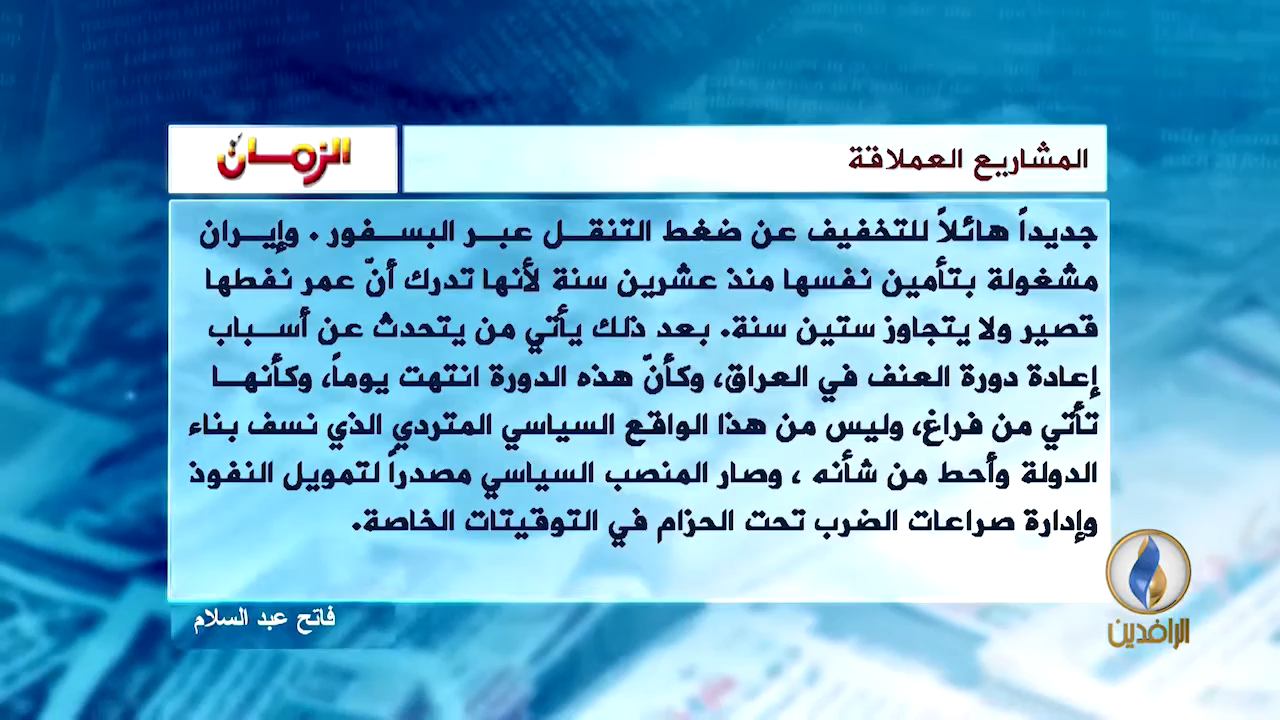 الزمان
المشاريع العملاقة
جديداً هائلاً للتخفيف عن ضغط التنقل عبر البسفور . وإيران
مشغولة بتأمين نفسها منذ عشرين سنة لأنها تدرك أنّ عمر نفطها
قصير ولا يتجاوز ستين سنة. بعد ذلك يأتي من يتحدث عن أسباب
إعادة دورة العنف في العراق، وكأنّ هذه الدورة انتهت يوماً، وكأنها
تأتي من فراغ، وليس من هذا الواقع السياسي المتردي الذي نسف بناء
الدولة وأحط من شأنه ، وصار المنصب السياسي مصدراً لتمويل النفوذ
وإدارة صراعات الضرب تحت الحزام في التوقيتات الخاصة.
فاتح عبد السلام
الرافدين